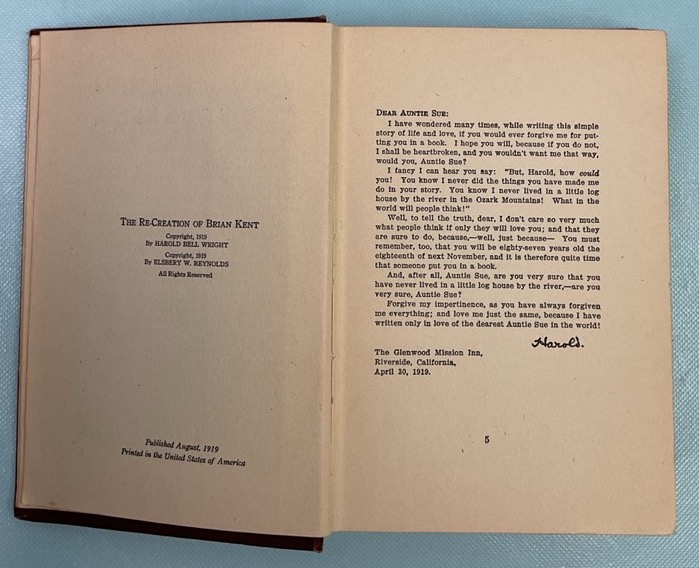 THE RE-CREATION OF BRIAN KENT
Copyright, 1919
By HAROLD BELL WRIGHT
Copyright, 1919
By ELSBERY W. REYNOLDS
All Rights Reserved
Published August, 1919
Printed in the United States of America
DEAR AUNTIE SUE:
I have wondered many times, while writing this simple
story of life and love, if you would ever forgive me for put-
ting you in a book. I hope you will, because if you do not,
I shall be heartbroken, and you wouldn't want me that way,
would you, Auntie Sue?
I fancy I can hear you say: "But, Harold, how could
you! You know I never did the things you have made me
do in your story. You know I never lived in a little log
house by the river in the Ozark Mountains! What in the
world will people think!"
Well, to tell the truth, dear, I don't care so very much
what people think if only they will love you; and that they
are sure to do, because,—well, just because— You must
remember, too, that you will be eighty-seven years old the
eighteenth of next November, and it is therefore quite time
that someone put you in a book.
And, after all, Auntie Sue, are you very sure that you
have never lived in a little log house by the river,—are you
very sure, Auntie Sue?
Forgive my impertinence, as you have always forgiven
me everything; and love me just the same, because I have
written only in love of the dearest Auntie Sue in the world!
Harold.
The Glenwood Mission Inn,
Riverside, California,
April 30, 1919.
5